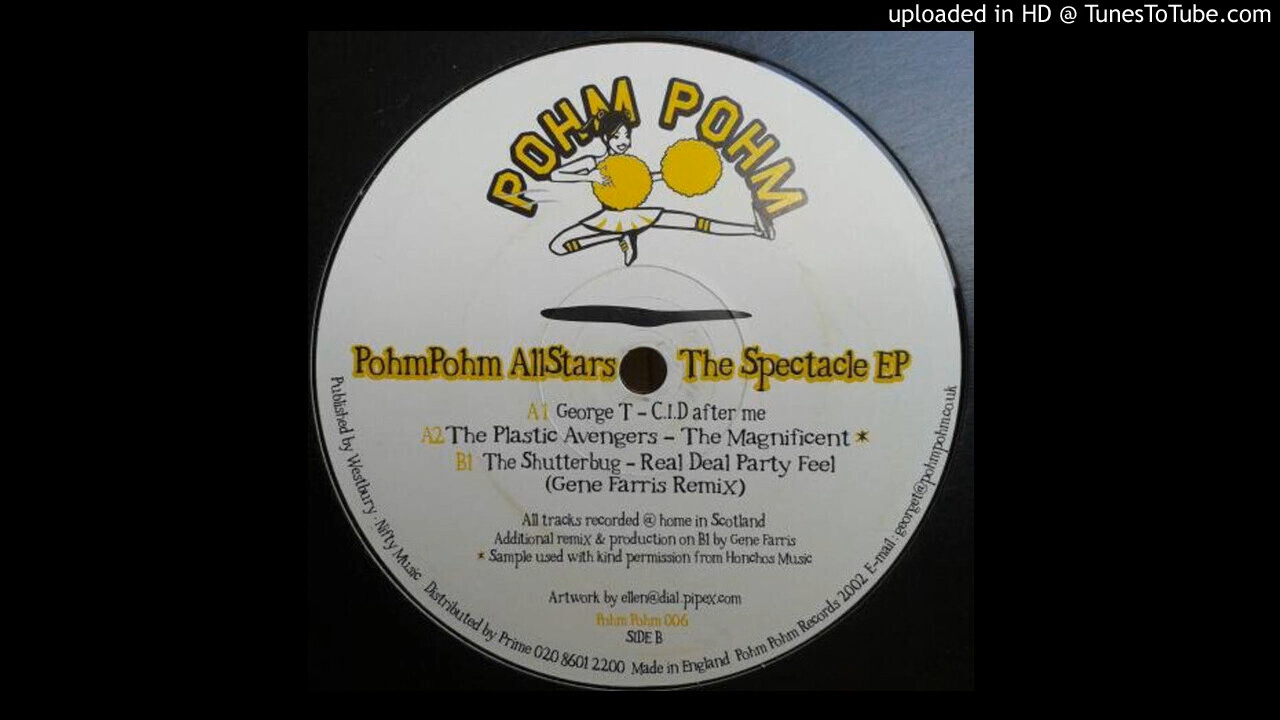 uploaded in HD @ TunesToTube.com
POHM POHM
PohmPohm AllStars The Spectacle EP
A1 George T - C.I.D after me
A2 The Plastic Avengers - The Magnificent *
B1 The Shutterbug - Real Deal Party Feel
(Gene Farris Remix)
All tracks recorded @ home in Scotland
Additional remix & production on B1 by Gene Farris
* Sample used with kind permission from Honchos Music
Artwork by ellen@dial.pipex.com
Pohm Pohm 006
SIDE B
Published by Westbury · Nifty Music Distributed by Prime 020 8601 2200 Made in England Pohm Pohm Records 2002 E-mail: georget@pohmpohm.co.uk